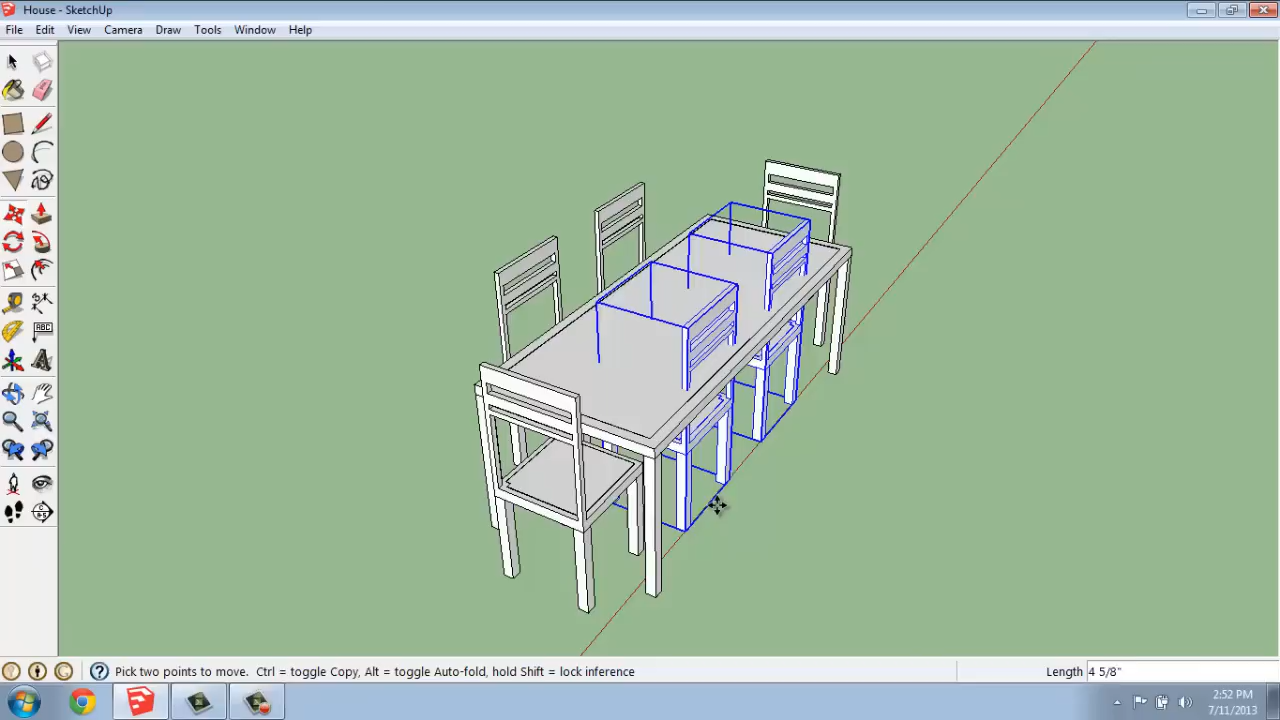 House - SketchUp
File Edit View Camera Draw Tools Window Help
ABC
Pick two points to move. Ctrl = toggle Copy, Alt = toggle Auto-fold, hold Shift = lock inference
Length 4 5/8"
2:52 PM
7/11/2013